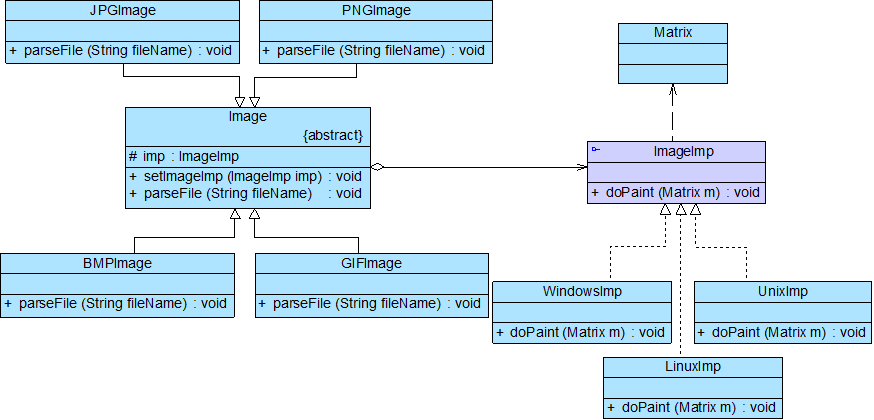 JPGImage
+ parseFile (String fileName) : void
PNGImage
+ parseFile (String fileName) : void
Matrix
Image
{abstract}
# imp : ImageImp
+ setImageImp (ImageImp imp) : void
+ parseFile (String fileName) : void
ImageImp
+ doPaint (Matrix m) : void
BMPImage
+ parseFile (String fileName) : void
GIFImage
+ parseFile (String fileName) : void
WindowsImp
+ doPaint (Matrix m) : void
UnixImp
+ doPaint (Matrix m) : void
LinuxImp
+ doPaint (Matrix m) : void